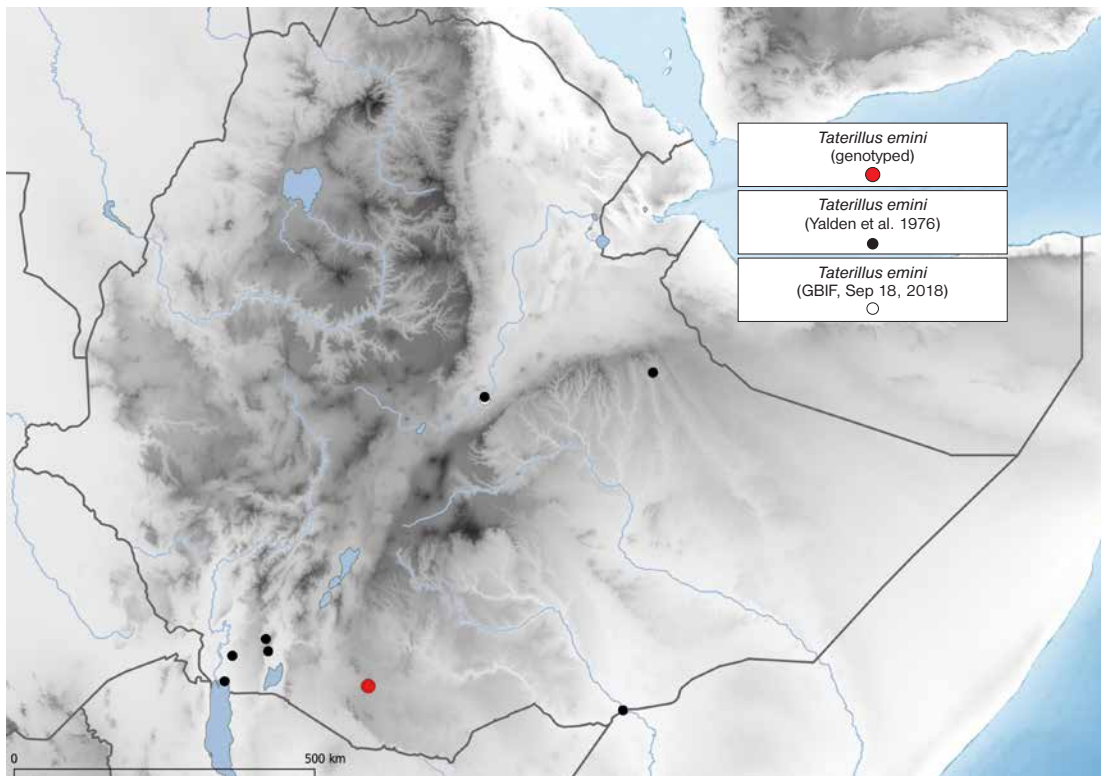 Taterillus emini
(genotyped)
Taterillus emini
(Yalden et al. 1976)
Taterillus emini
(GBIF, Sep 18, 2018)
0 500 km